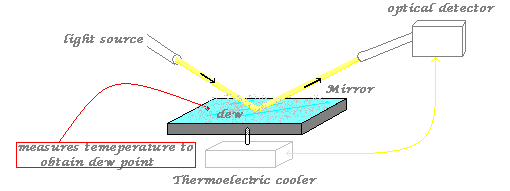 optical detector
light source
Mirror
dew
measures temeperature to
obtain dew point
Thermoelectric cooler